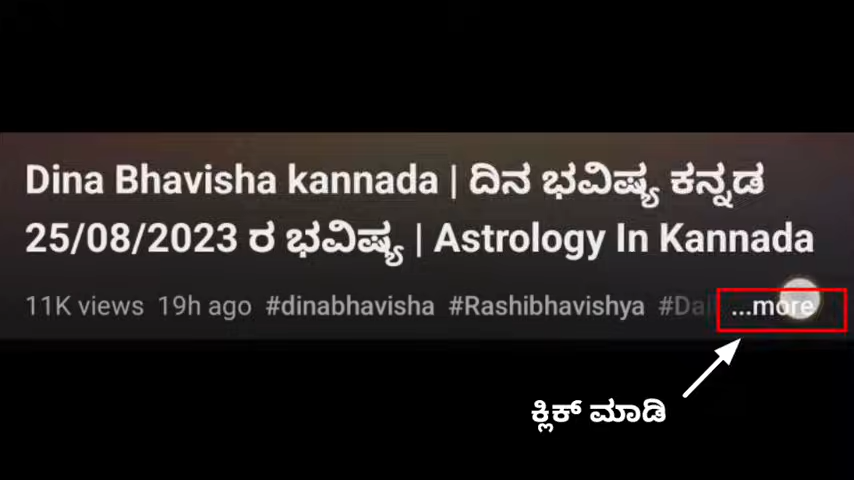 Dina Bhavisha kannada | ದಿನ ಭವಿಷ್ಯ ಕನ್ನಡ
25/08/2023 ರ ಭವಿಷ್ಯ | Astrology In Kannada
11K views 19h ago #dinabhavisha #Rashibhavishya #Dai ...more
ಕ್ಲಿಕ್ ಮಾಡಿ